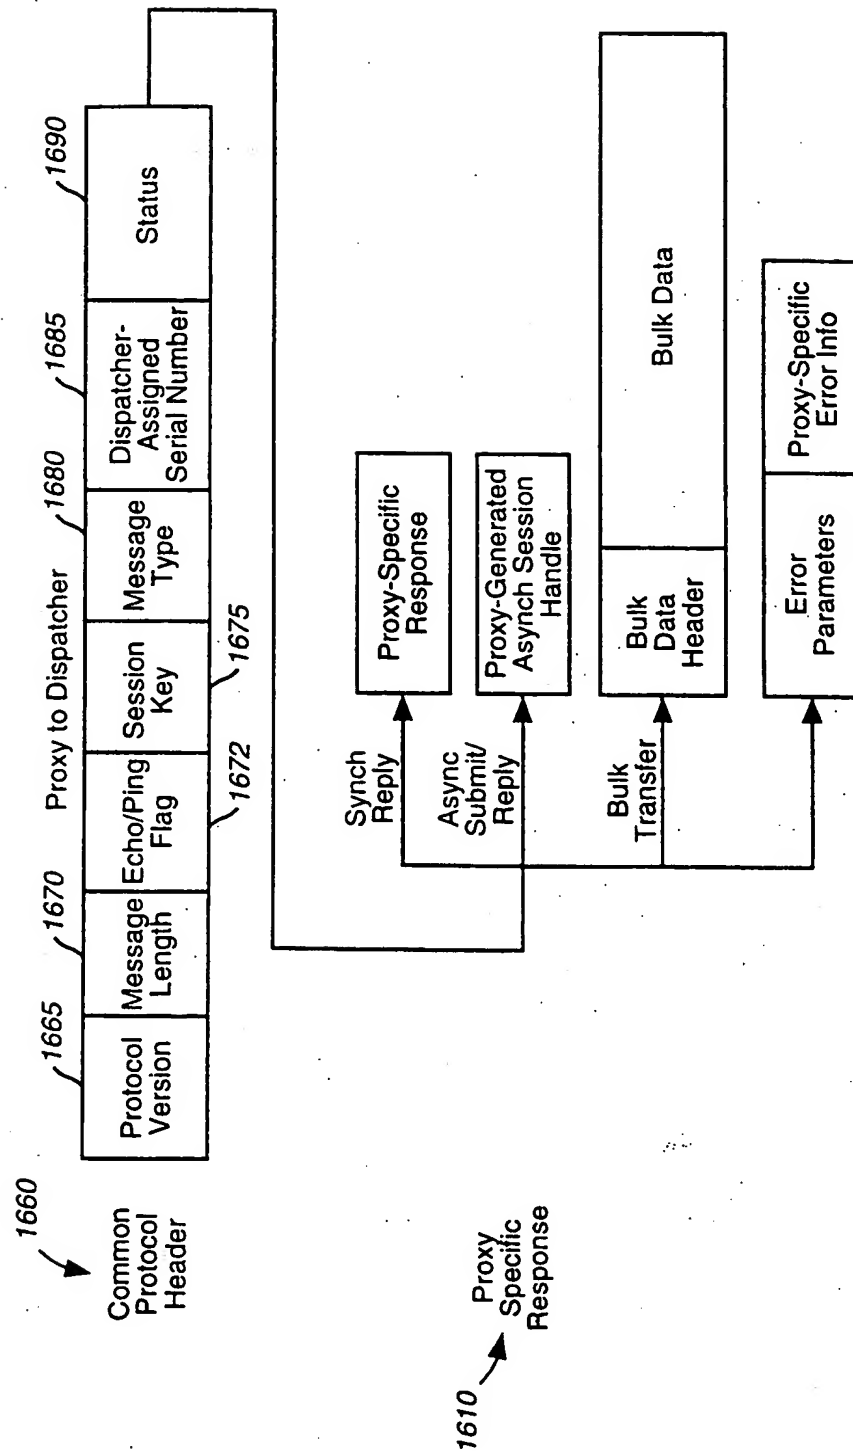 Proxy to Dispatcher
1660
Common
Protocol
Header
1665
Protocol
Version
1670
Message
Length
Echo/Ping
Flag
1672
Session
Key
1675
1680
Message
Type
1685
Dispatcher-
Assigned
Serial Number
1690
Status
1610
Proxy
Specific
Response
Synch
Reply
Proxy-Specific
Response
Async
Submit/
Reply
Proxy-Generated
Asynch Session
Handle
Bulk
Transfer
Bulk
Data
Header
Bulk Data
Error
Parameters
Proxy-Specific
Error Info